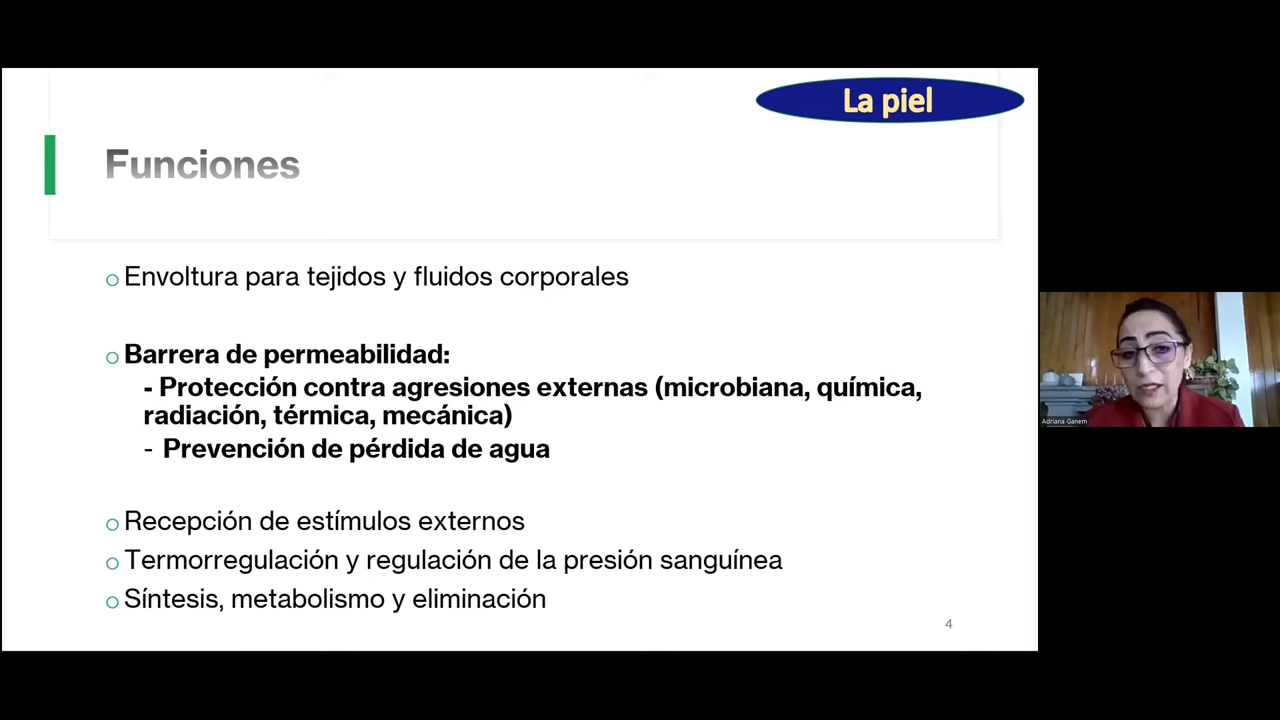 La piel
Funciones
Envoltura para tejidos y fluidos corporales
Barrera de permeabilidad:
- Protección contra agresiones externas (microbiana, química,
radiación, térmica, mecánica)
- Prevención de pérdida de agua
Recepción de estímulos externos
Termorregulación y regulación de la presión sanguínea
Síntesis, metabolismo y eliminación
4
Adriana Ganem